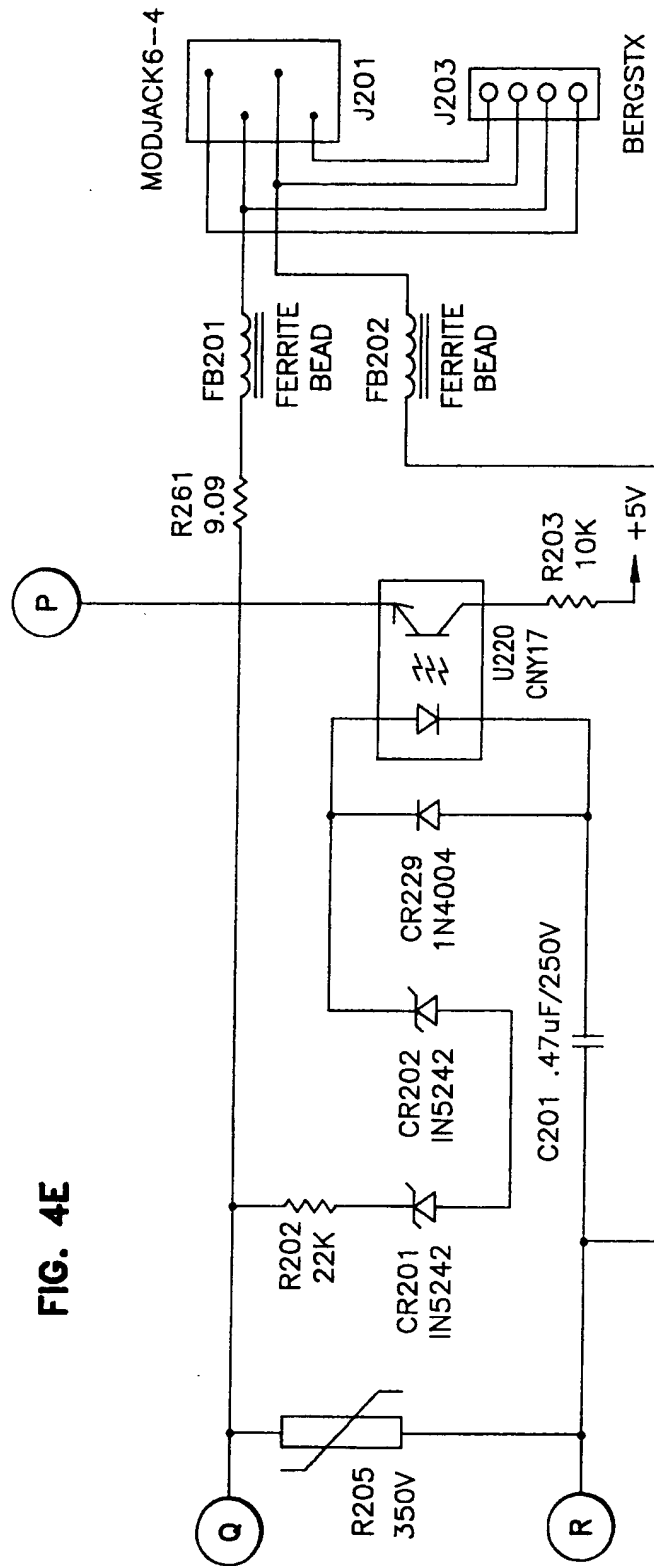 FIG. 4E
MODJACK6-4
J201
J203
BERGSTX
FB201
FERRITE
BEAD
FB202
FERRITE
BEAD
R261
9.09
P
R203
10K
+5V
U220
CNY17
CR229
1N4004
CR202
IN5242
C201 .47uF/250V
R202
22K
CR201
IN5242
R205
350V
Q
R